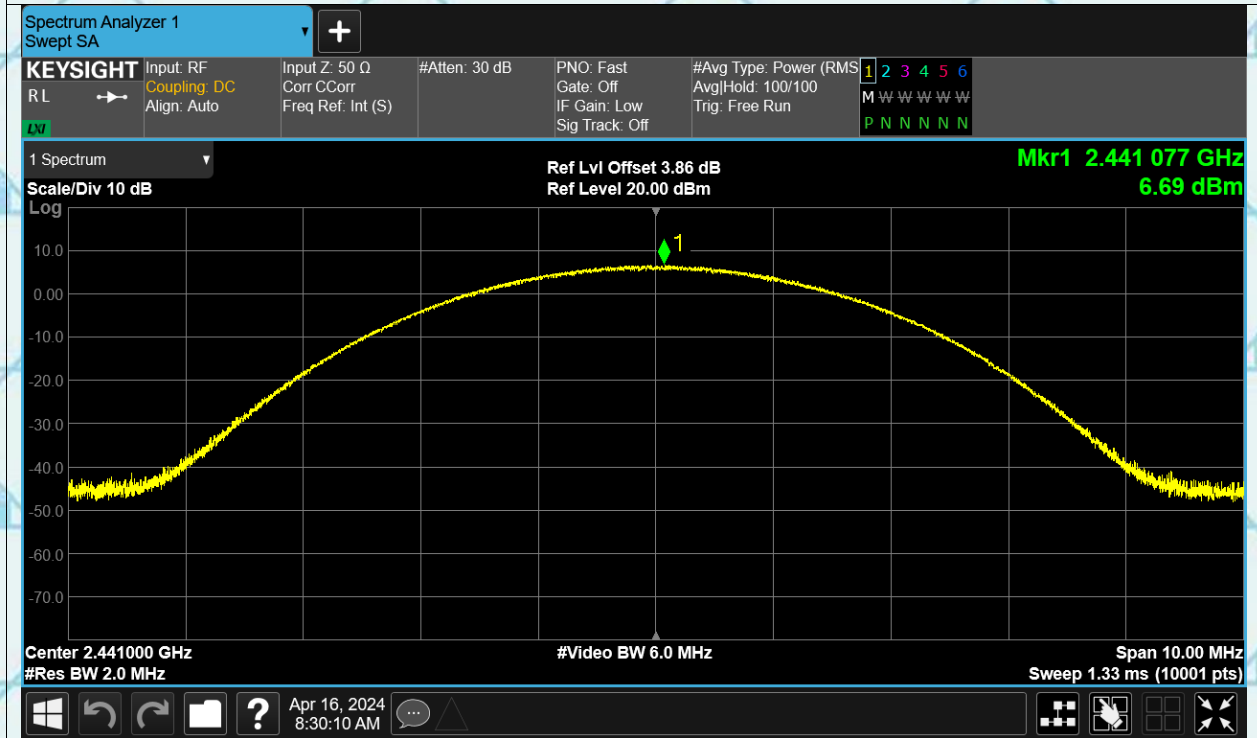 Spectrum Analyzer 1
Swept SA
KEYSIGHT
RL
LXI
Input: RF
Coupling: DC
Align: Auto
Input Z: 50 Ω
Corr CCorr
Freq Ref: Int (S)
#Atten: 30 dB
PNO: Fast
Gate: Off
IF Gain: Low
Sig Track: Off
#Avg Type: Power (RMS
Avg|Hold: 100/100
Trig: Free Run
1 2 3 4 5 6
M W W W W W
P N N N N N
1 Spectrum
Scale/Div 10 dB
Log
Ref Lvl Offset 3.86 dB
Ref Level 20.00 dBm
Mkr1 2.441 077 GHz
6.69 dBm
1
10.0
0.00
-10.0
-20.0
-30.0
-40.0
-50.0
-60.0
-70.0
Center 2.441000 GHz
#Res BW 2.0 MHz
#Video BW 6.0 MHz
Span 10.00 MHz
Sweep 1.33 ms (10001 pts)
?
Apr 16, 2024
8:30:10 AM